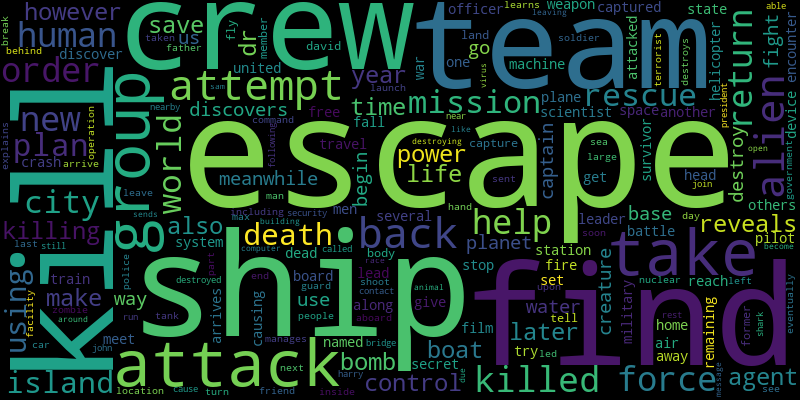 however
human
order
new
plan
crash
explains
break
behind
arrive
operation
city
killing
last
still
using
facility
train
zombie
make
around
car
island
kill
crew
save
us
fly
dr
father
taken
david
member
united
attempt
group
discover
discovers
nearby
world
leave
meanwhile
also
system
max
police
way
meet
run
john
sends
arrives
tank
attack
location
cause
turn
friend
team
officer
weapon
captured
state
learns
able
leaving
soldier
land
war
one
go
machine
plane
attacked
terrorist
destroys
fight
helicopter
encounter
behind
year
launch
virus
mission
rescue
return
time
free
command
fall
travel
following
begin
scientist
space
another
survivor
president
device
government
alien
open
destroy
others
join
escape
near
like
destroying
capture
power
life
sent
captain
sea
large
get
head
day
man
including
security
men
hand
leader
base
battle
reveals
pilot
become
death
building
computer
called
several
back
help
planet
soon
station
fire
set
creature
military
nuclear
reach
left
dead
body
race
end
board
guard
lead
shoot
contact
aboard
animal
stop
upon
use
people
along
give
film
later
water
tell
take
home
air
away
remaining
former
rest
shark
eventually
ship
find
destroyed
part
causing
manages
named
bridge
boat
try
led
secret
due
next
bomb
harry
inside
control
killed
force
message
agent
see